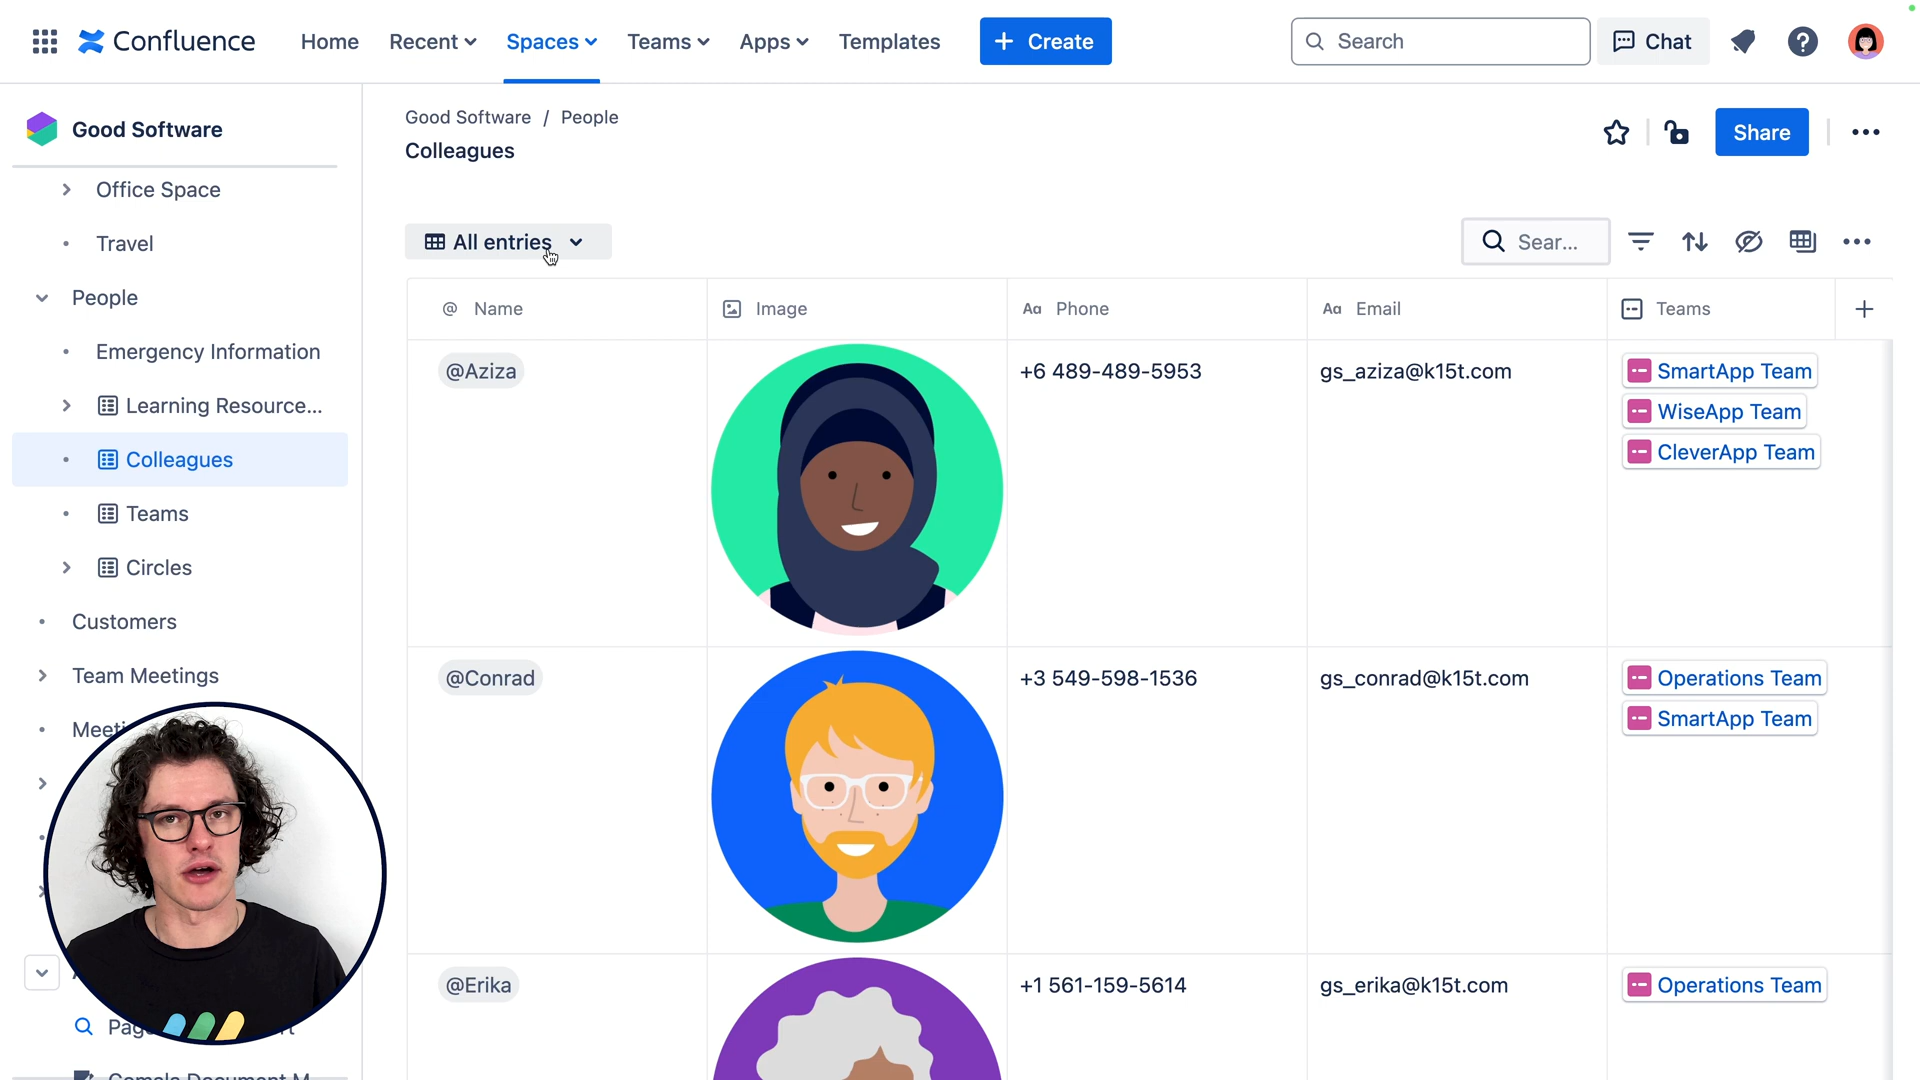 Confluence
Home
Recent
Spaces
Teams
Apps
Templates
+ Create
Search
Chat
Good Software
Office Space
Travel
People
Emergency Information
Learning Resource...
Colleagues
Teams
Circles
Customers
Team Meetings
Good Software / People
Colleagues
Share
All entries
Sear...
@ Name
Image
Aa Phone
Aa Email
Teams
@Aziza
+6 489-489-5953
gs_aziza@k15t.com
SmartApp Team
WiseApp Team
CleverApp Team
@Conrad
+3 549-598-1536
gs_conrad@k15t.com
Operations Team
SmartApp Team
@Erika
+1 561-159-5614
gs_erika@k15t.com
Operations Team